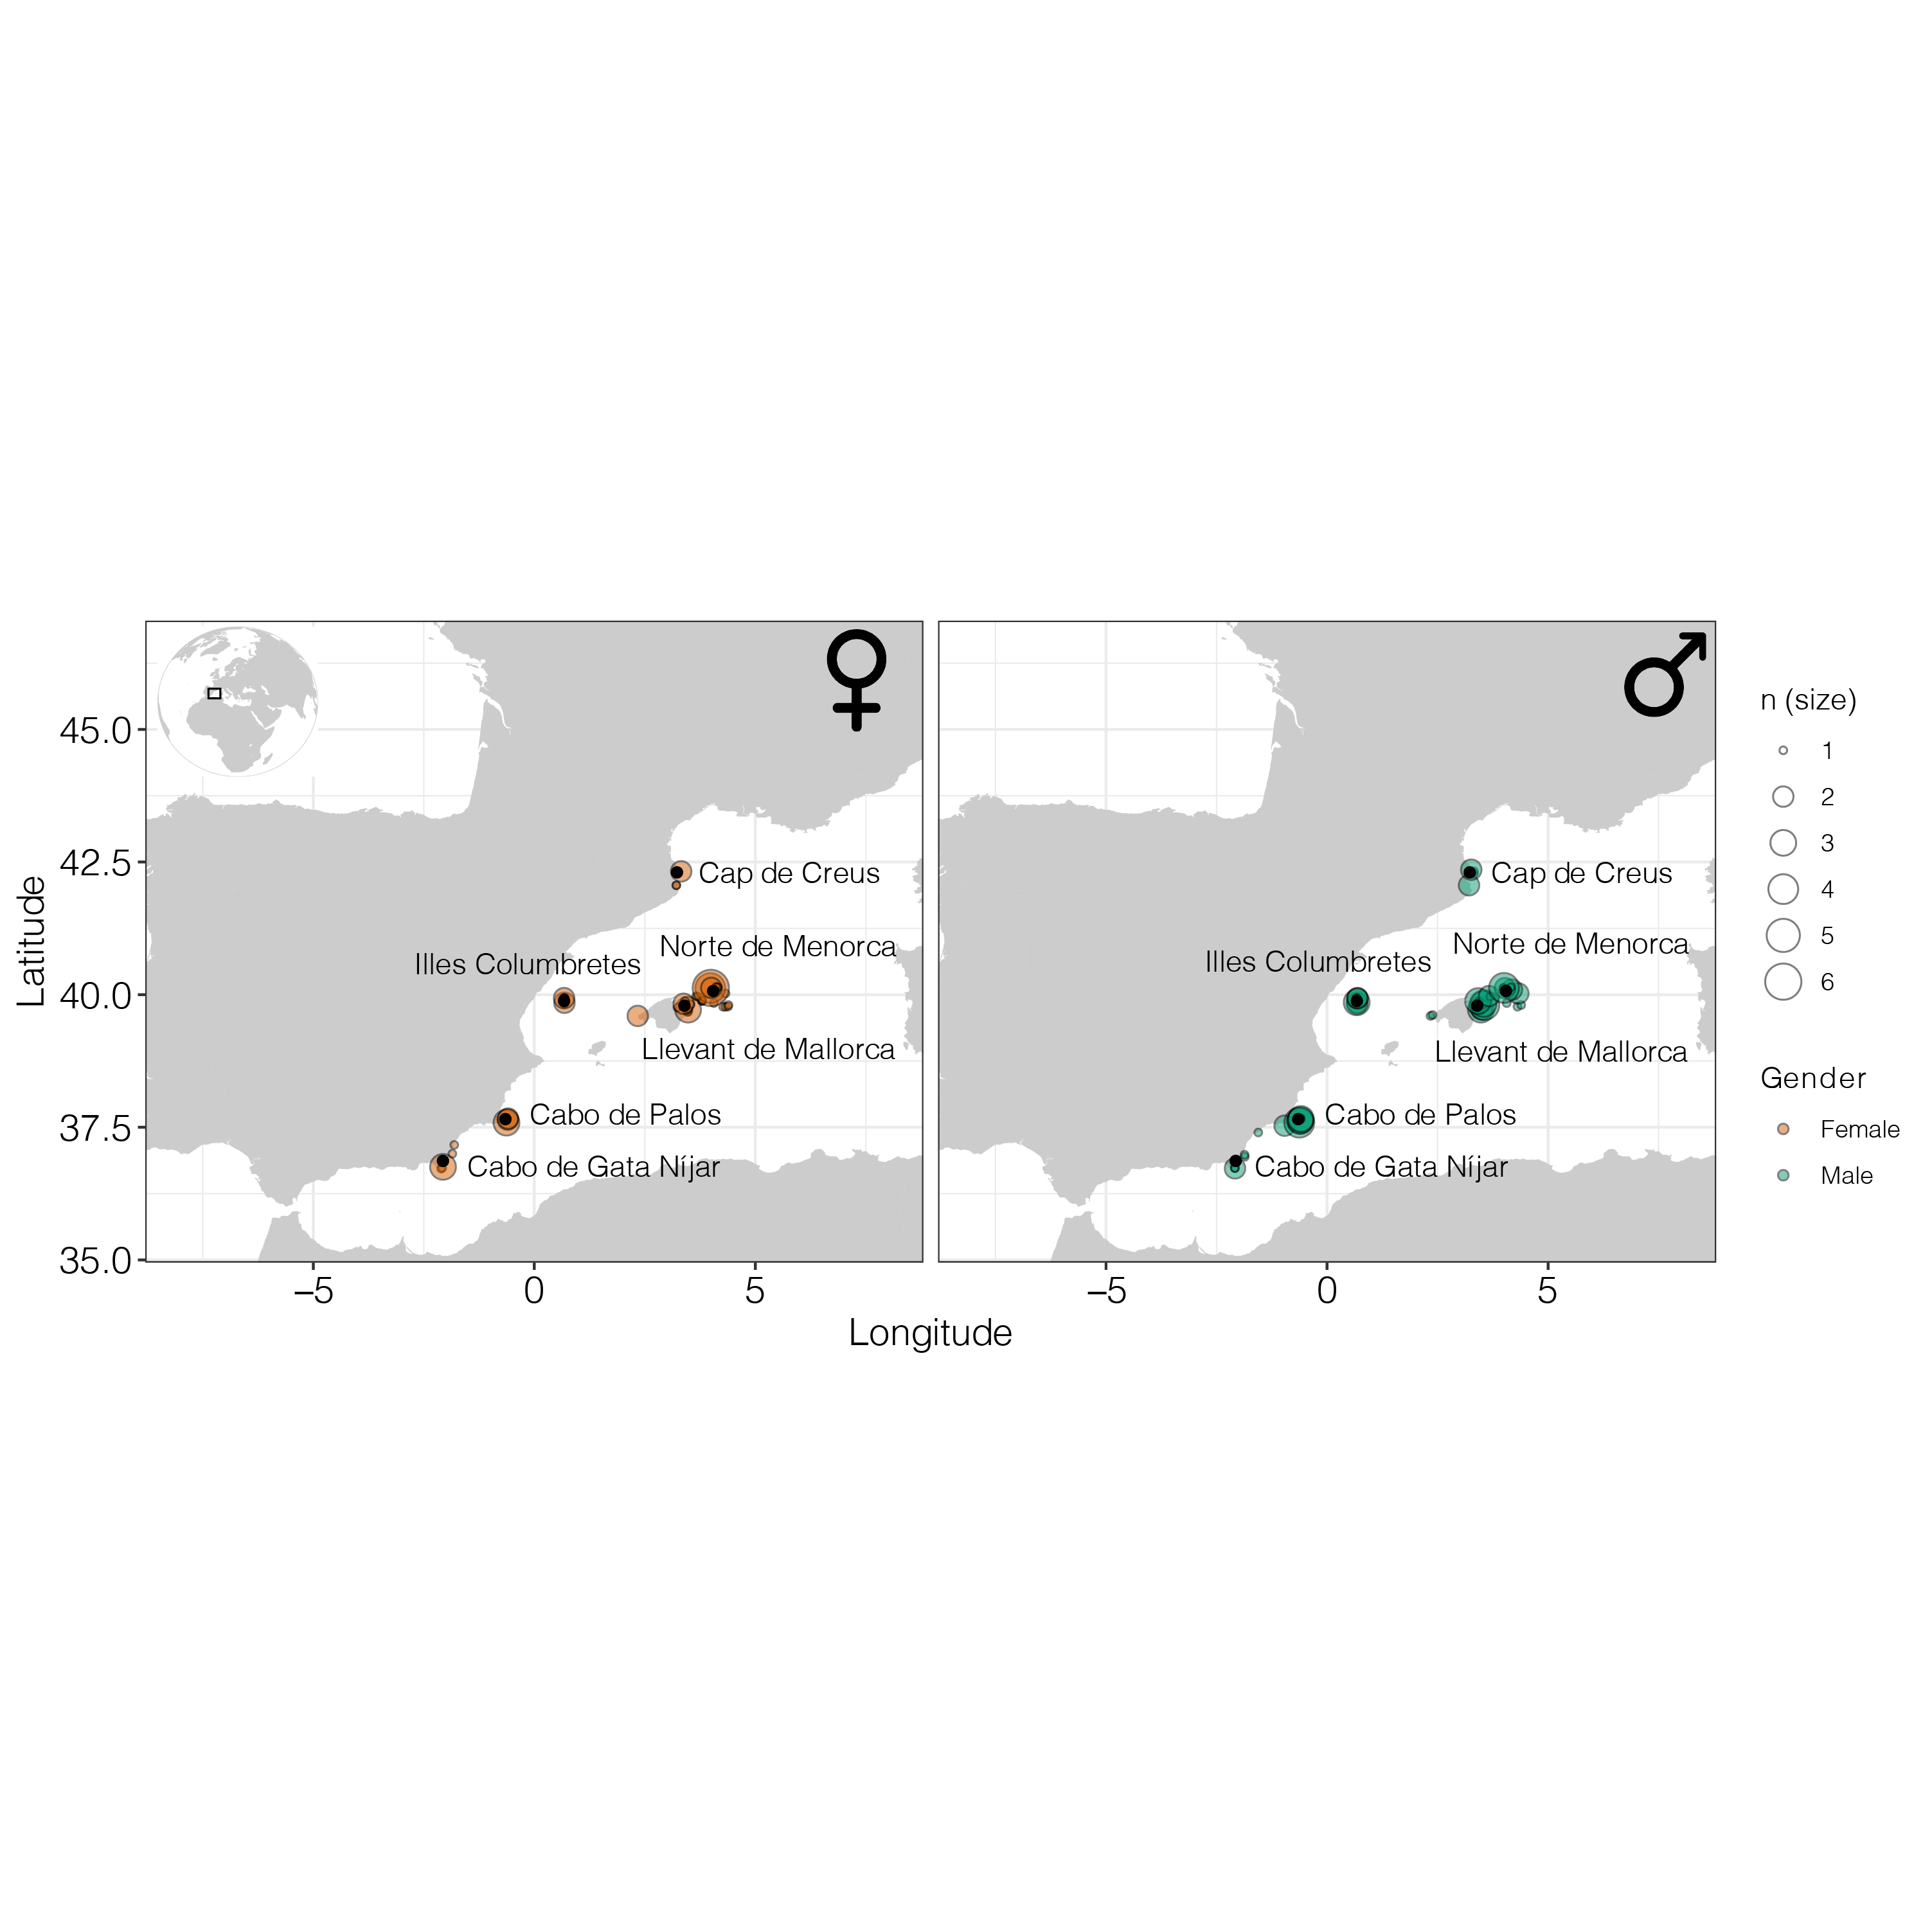 ♀
♂
Latitude
45.0
42.5
40.0
37.5
35.0
Cap de Creus
Norte de Menorca
Illes Columbretes
Llevant de Mallorca
Cabo de Palos
Cabo de Gata Níjar
–5
0
5
Cap de Creus
Norte de Menorca
Illes Columbretes
Llevant de Mallorca
Cabo de Palos
Cabo de Gata Níjar
–5
0
5
Longitude
n (size)
1
2
3
4
5
6
Gender
Female
Male